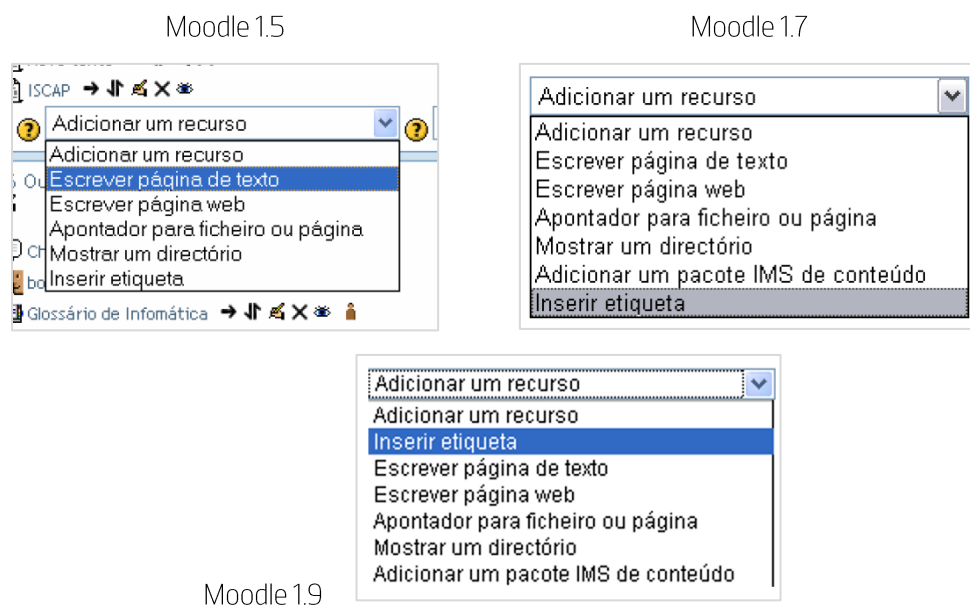 Moodle 1.5
Moodle 1.7
ISCAP
Adicionar um recurso
Adicionar um recurso
Escrever página de texto
Escrever página web
Apontador para ficheiro ou página
Mostrar um directório
Inserir etiqueta
Glossário de Infomática
Adicionar um recurso
Adicionar um recurso
Escrever página de texto
Escrever página web
Apontador para ficheiro ou página
Mostrar um directório
Adicionar um pacote IMS de conteúdo
Inserir etiqueta
Adicionar um recurso
Adicionar um recurso
Inserir etiqueta
Escrever página de texto
Escrever página web
Apontador para ficheiro ou página
Mostrar um directório
Adicionar um pacote IMS de conteúdo
Moodle 1.9